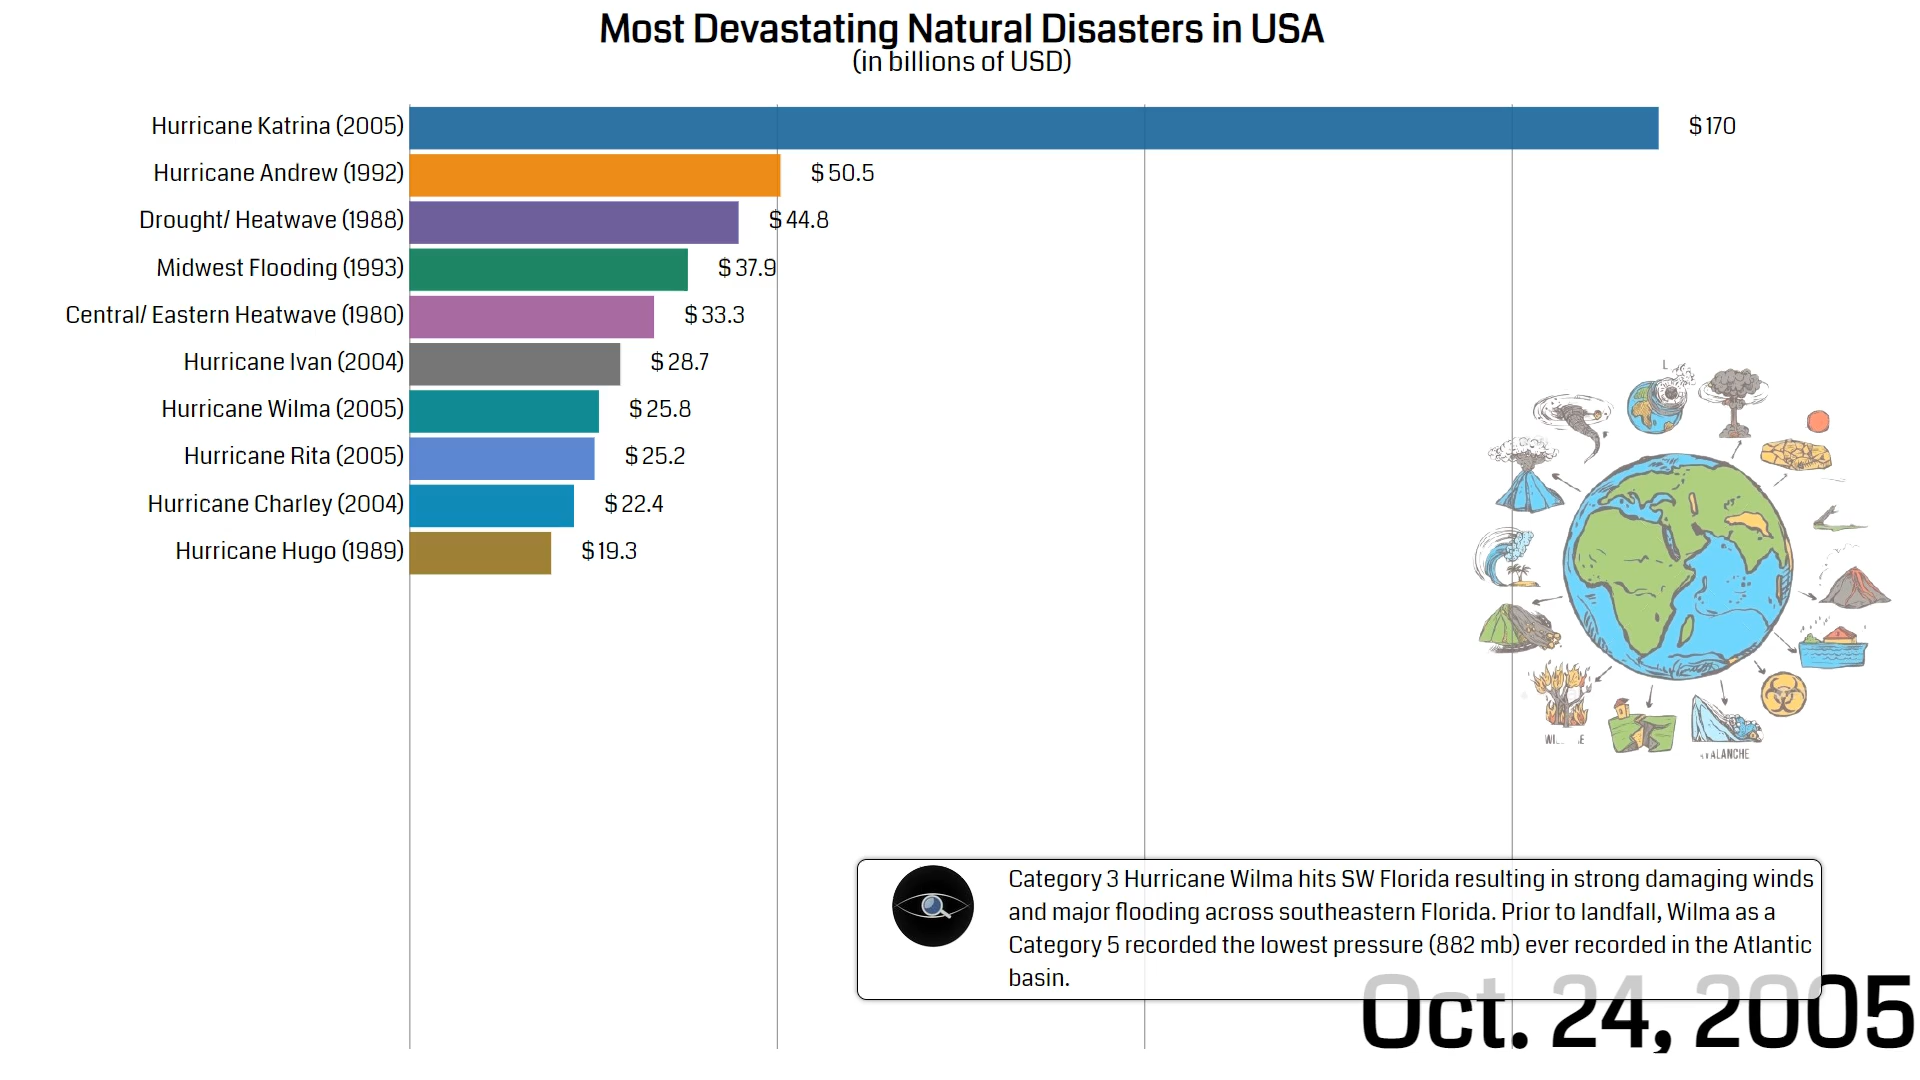 Most Devastating Natural Disasters in USA
(in billions of USD)
Hurricane Katrina (2005) $ 170
Hurricane Andrew (1992) $ 50.5
Drought/ Heatwave (1988) $ 44.8
Midwest Flooding (1993) $ 37.9
Central/ Eastern Heatwave (1980) $ 33.3
Hurricane Ivan (2004) $ 28.7
Hurricane Wilma (2005) $ 25.8
Hurricane Rita (2005) $ 25.2
Hurricane Charley (2004) $ 22.4
Hurricane Hugo (1989) $ 19.3
Category 3 Hurricane Wilma hits SW Florida resulting in strong damaging winds
and major flooding across southeastern Florida. Prior to landfall, Wilma as a
Category 5 recorded the lowest pressure (882 mb) ever recorded in the Atlantic
basin.
Oct. 24, 2005